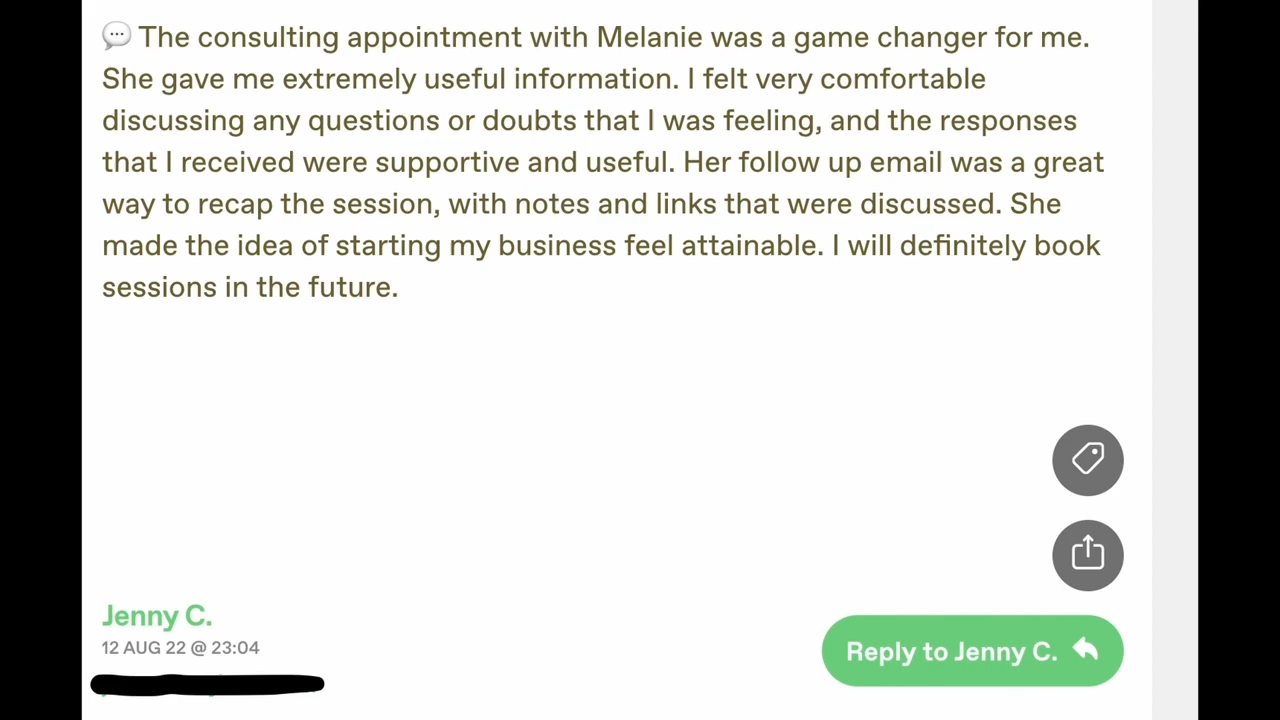 💬 The consulting appointment with Melanie was a game changer for me.
She gave me extremely useful information. I felt very comfortable
discussing any questions or doubts that I was feeling, and the responses
that I received were supportive and useful. Her follow up email was a great
way to recap the session, with notes and links that were discussed. She
made the idea of starting my business feel attainable. I will definitely book
sessions in the future.
Jenny C.
12 AUG 22 @ 23:04
Reply to Jenny C.